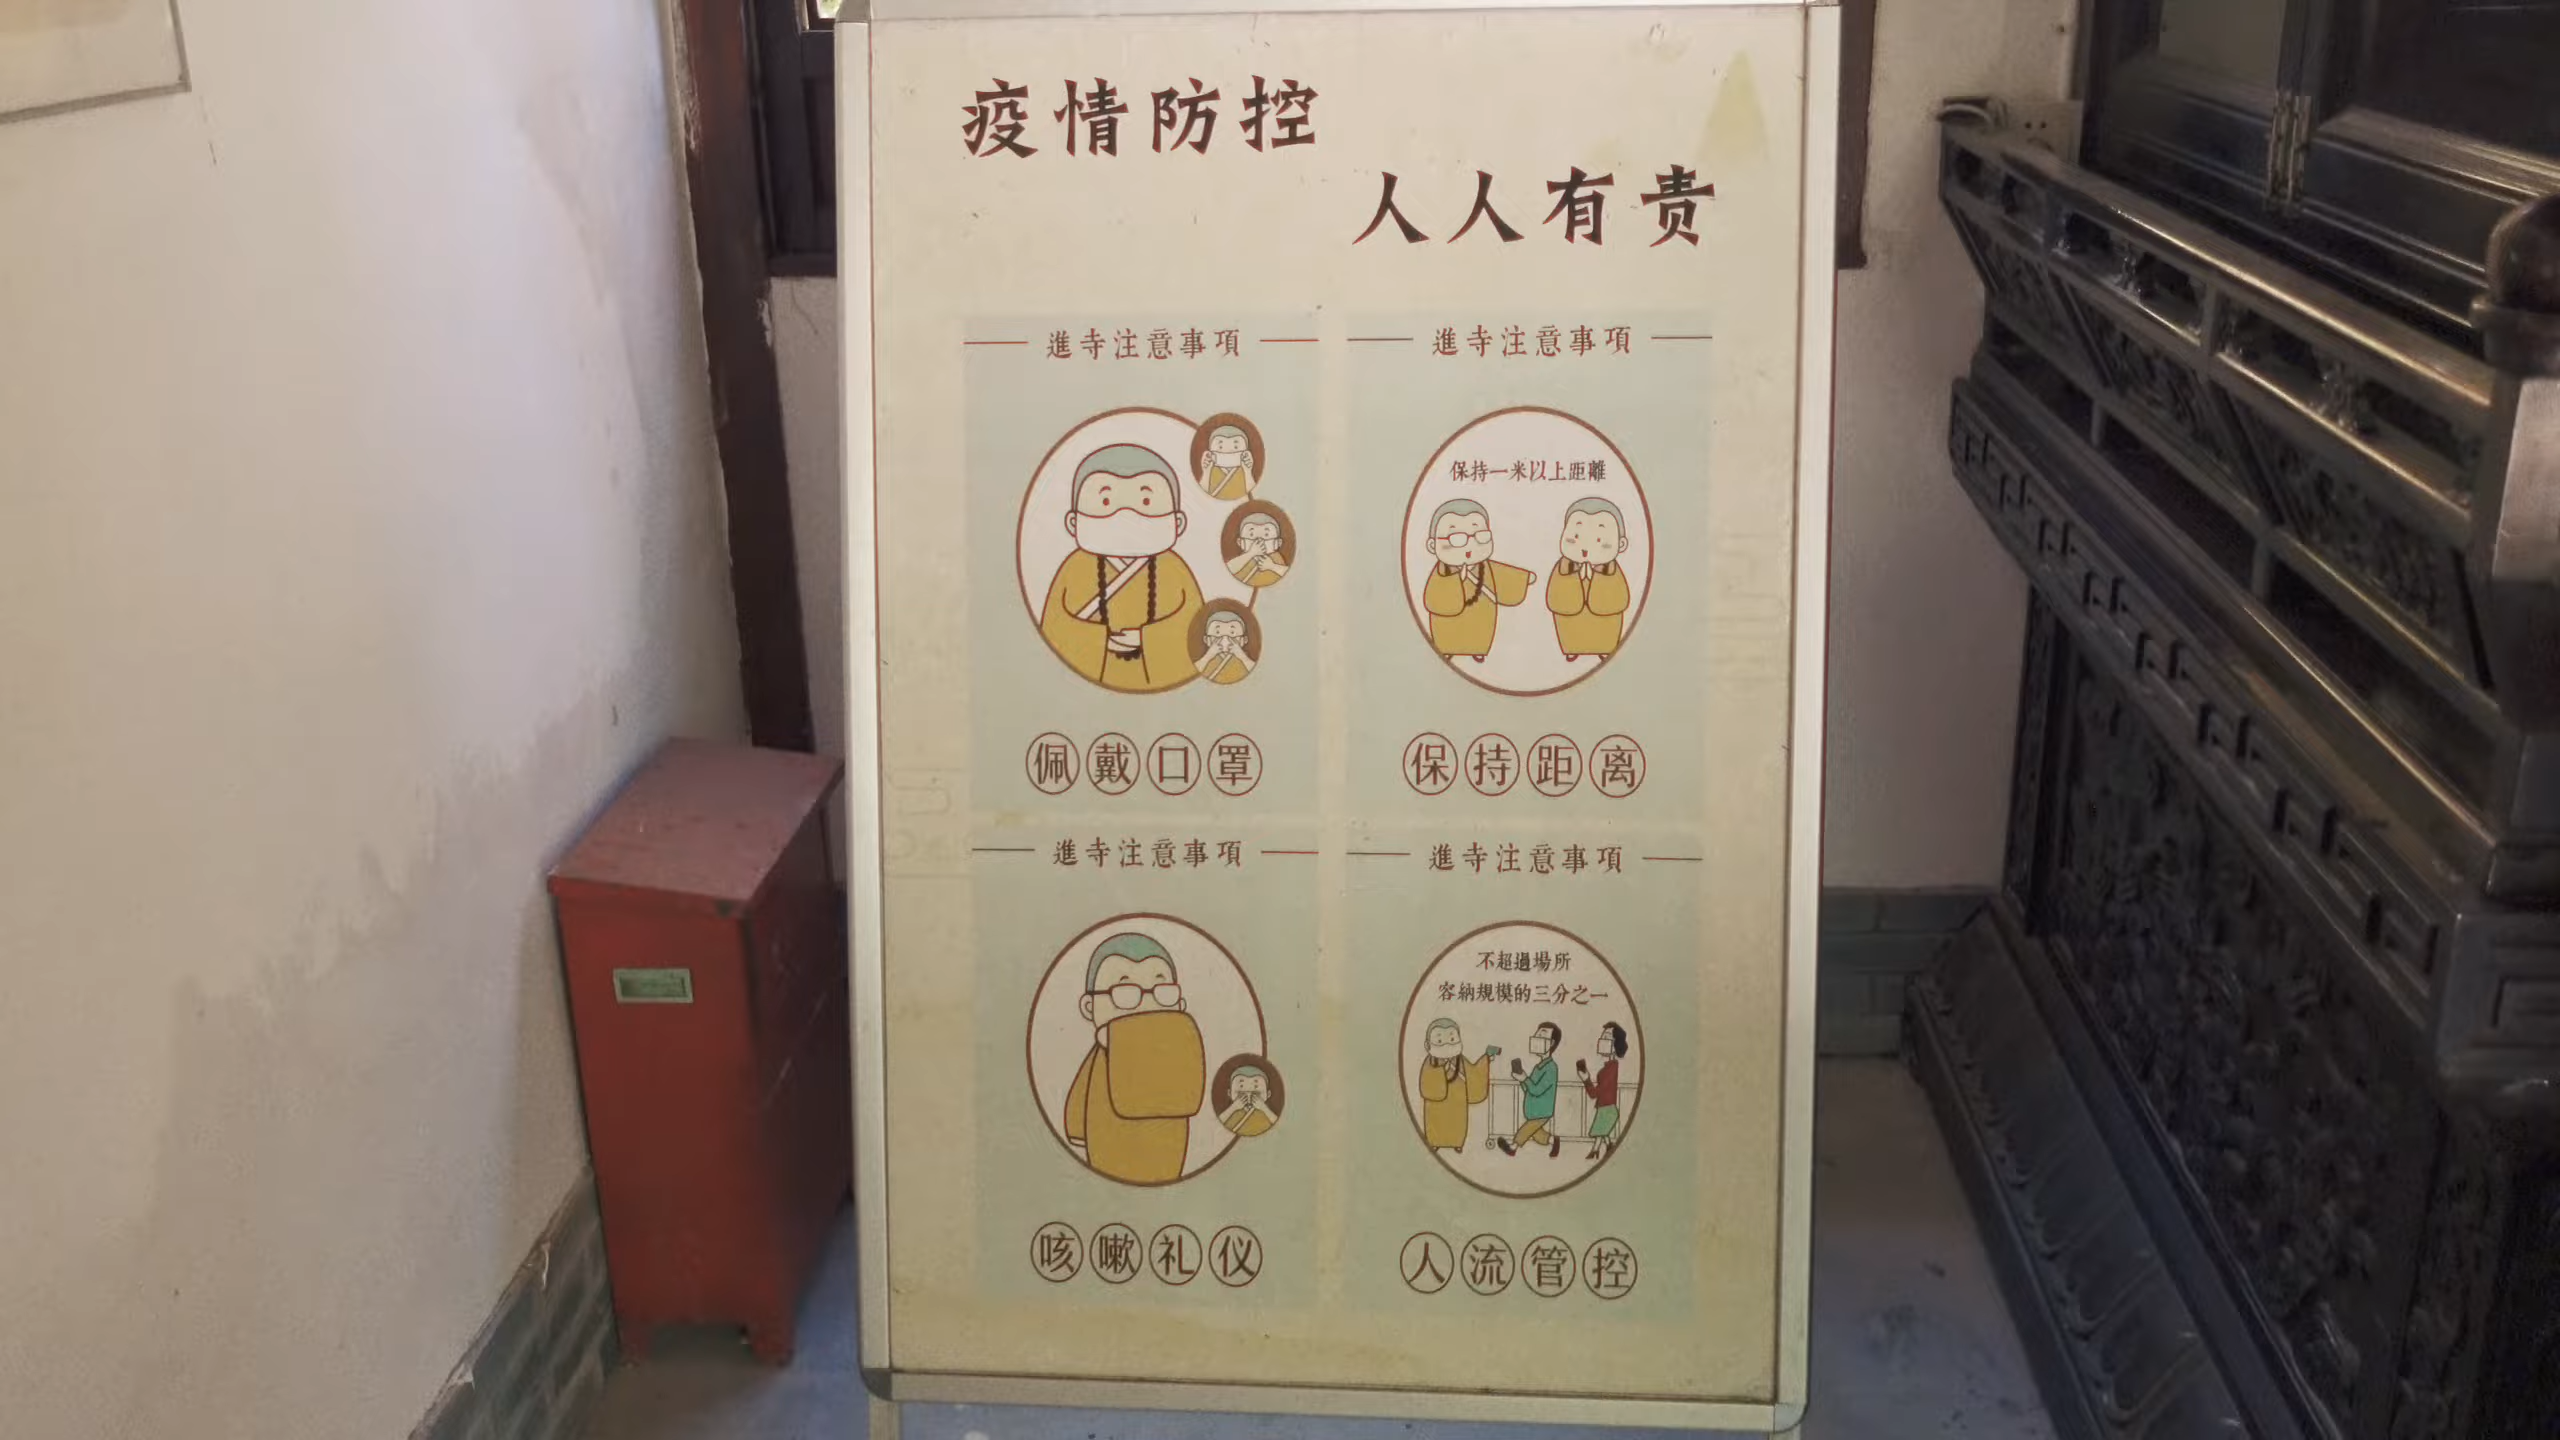 疫情防控
人人有责
進寺注意事項
佩戴口罩
進寺注意事項
保持一米以上距離
保持距离
進寺注意事項
咳嗽礼仪
進寺注意事項
不超過場所
容納規模的三分之一
人流管控